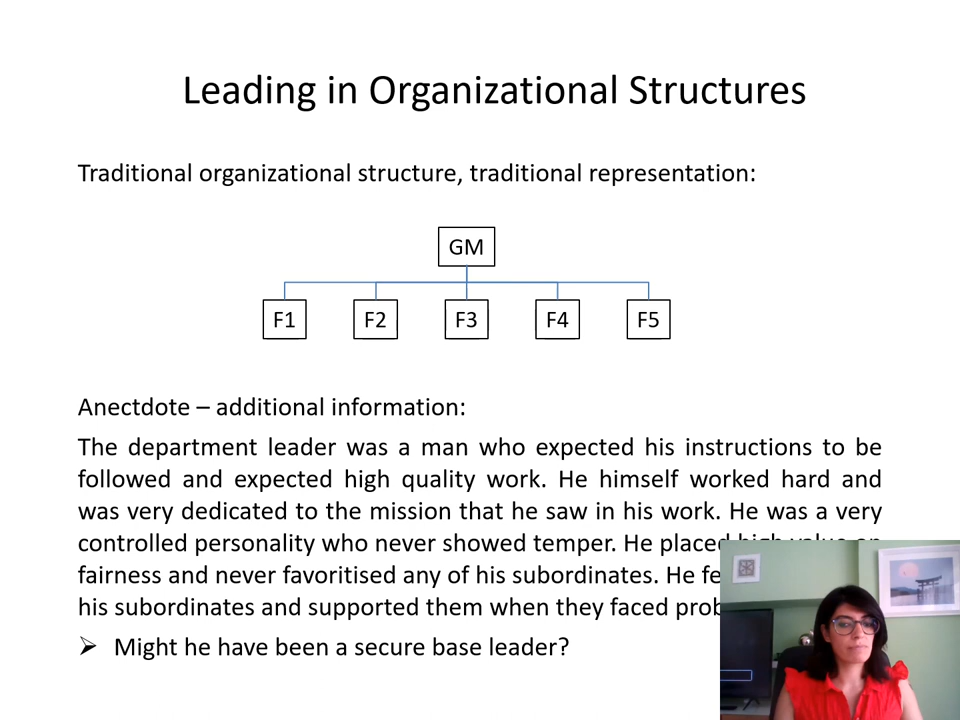 Leading in Organizational Structures
Traditional organizational structure, traditional representation:
GM
F1 F2 F3 F4 F5
Anectdote – additional information:
The department leader was a man who expected his instructions to be
followed and expected high quality work. He himself worked hard and
was very dedicated to the mission that he saw in his work. He was a very
controlled personality who never showed temper. He placed high value on
fairness and never favoritised any of his subordinates. He
his subordinates and supported them when they faced
➢ Might he have been a secure base leader?